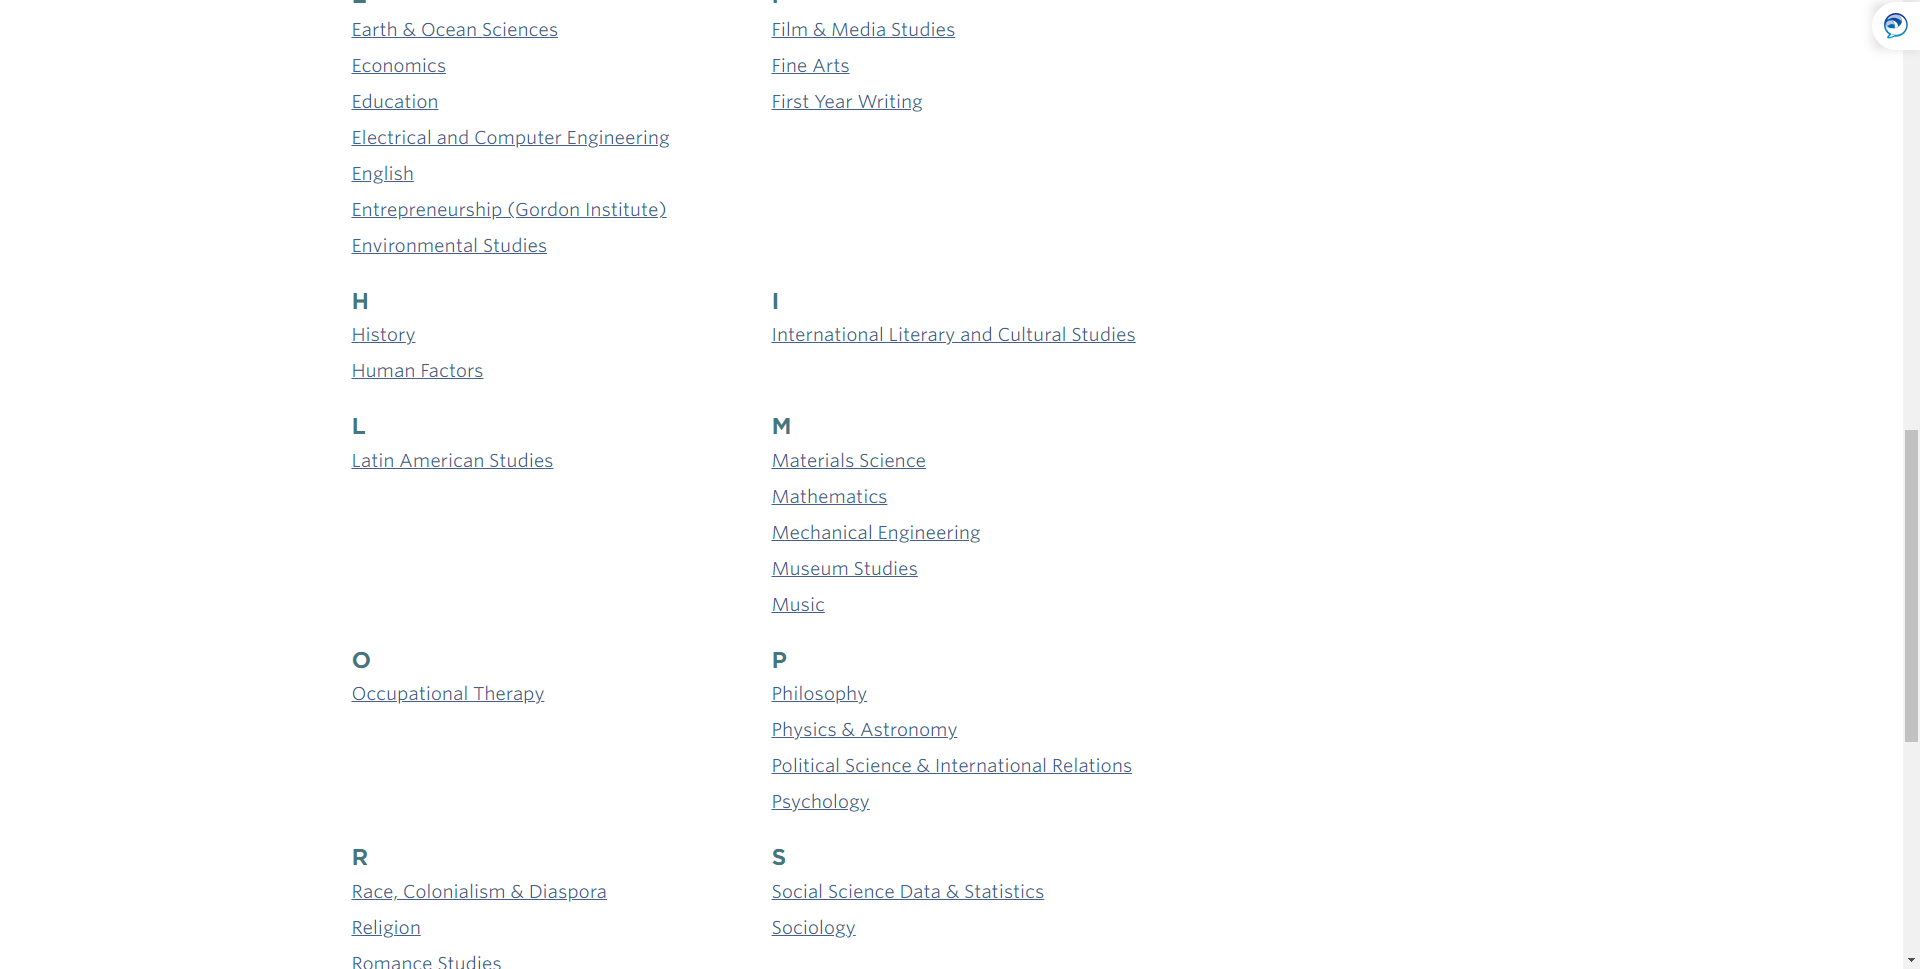 Earth & Ocean Sciences
Economics
Education
Electrical and Computer Engineering
English
Entrepreneurship (Gordon Institute)
Environmental Studies
Film & Media Studies
Fine Arts
First Year Writing
H
History
Human Factors
I
International Literary and Cultural Studies
L
Latin American Studies
M
Materials Science
Mathematics
Mechanical Engineering
Museum Studies
Music
O
Occupational Therapy
P
Philosophy
Physics & Astronomy
Political Science & International Relations
Psychology
R
Race, Colonialism & Diaspora
Religion
Romance Studies
S
Social Science Data & Statistics
Sociology